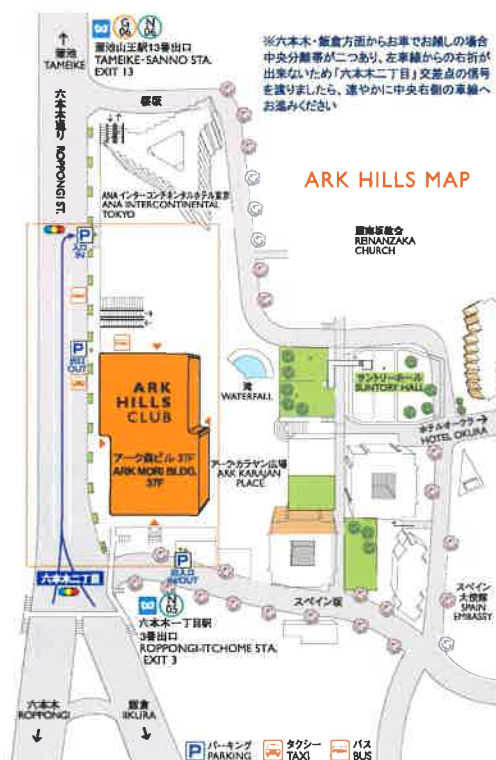 G
06
N
06
溜池山王駅13番出口
TAMEIKE-SANNO STA.
EXIT 13
↑
溜池
TAMEIKE
※六本木・飯倉方面からお車でお越しの場合
中央分離帯が二つあり、左車線からの右折が
出来ないため「六本木二丁目」交差点の信号
を渡りましたら、速やかに中央右側の車線へ
お進みください
六本木通り ROPPONGI ST.
桜坂
ARK HILLS MAP
ANA インターコンチネンタルホテル東京
ANA INTERCONTINENTAL
TOKYO
霊南坂教会
REINANZAKA
CHURCH
P
入口
IN
P
出口
OUT
ARK
HILLS
CLUB
アーク森ビル 37F
ARK MORI BLDG.
37F
滝
WATERFALL
サントリーホール
SUNTORY HALL
ホテルオークラ →
HOTEL OKURA
アーク・カラヤン広場
ARK KARAJAN
PLACE
P
出入口
IN/OUT
六本木二丁目
スペイン坂
スペイン
大使館
SPAIN
EMBASSY
N
05
六本木一丁目駅
3番出口
ROPPONGI-ITCHOME STA.
EXIT 3
六本木
ROPPONGI
↓
飯倉
IIKURA
↓
P パーキング
PARKING
タクシー
TAXI
バス
BUS